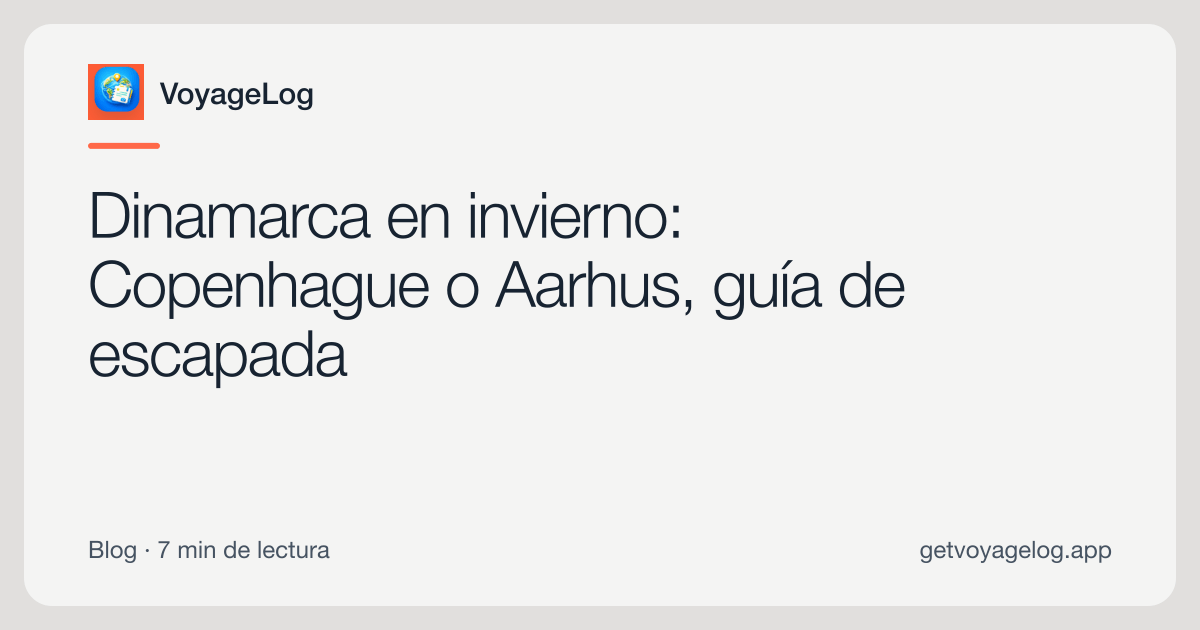 VoyageLog
Dinamarca en invierno:
Copenhague o Aarhus, guía de
escapada
Blog · 7 min de lectura
getvoyagelog.app